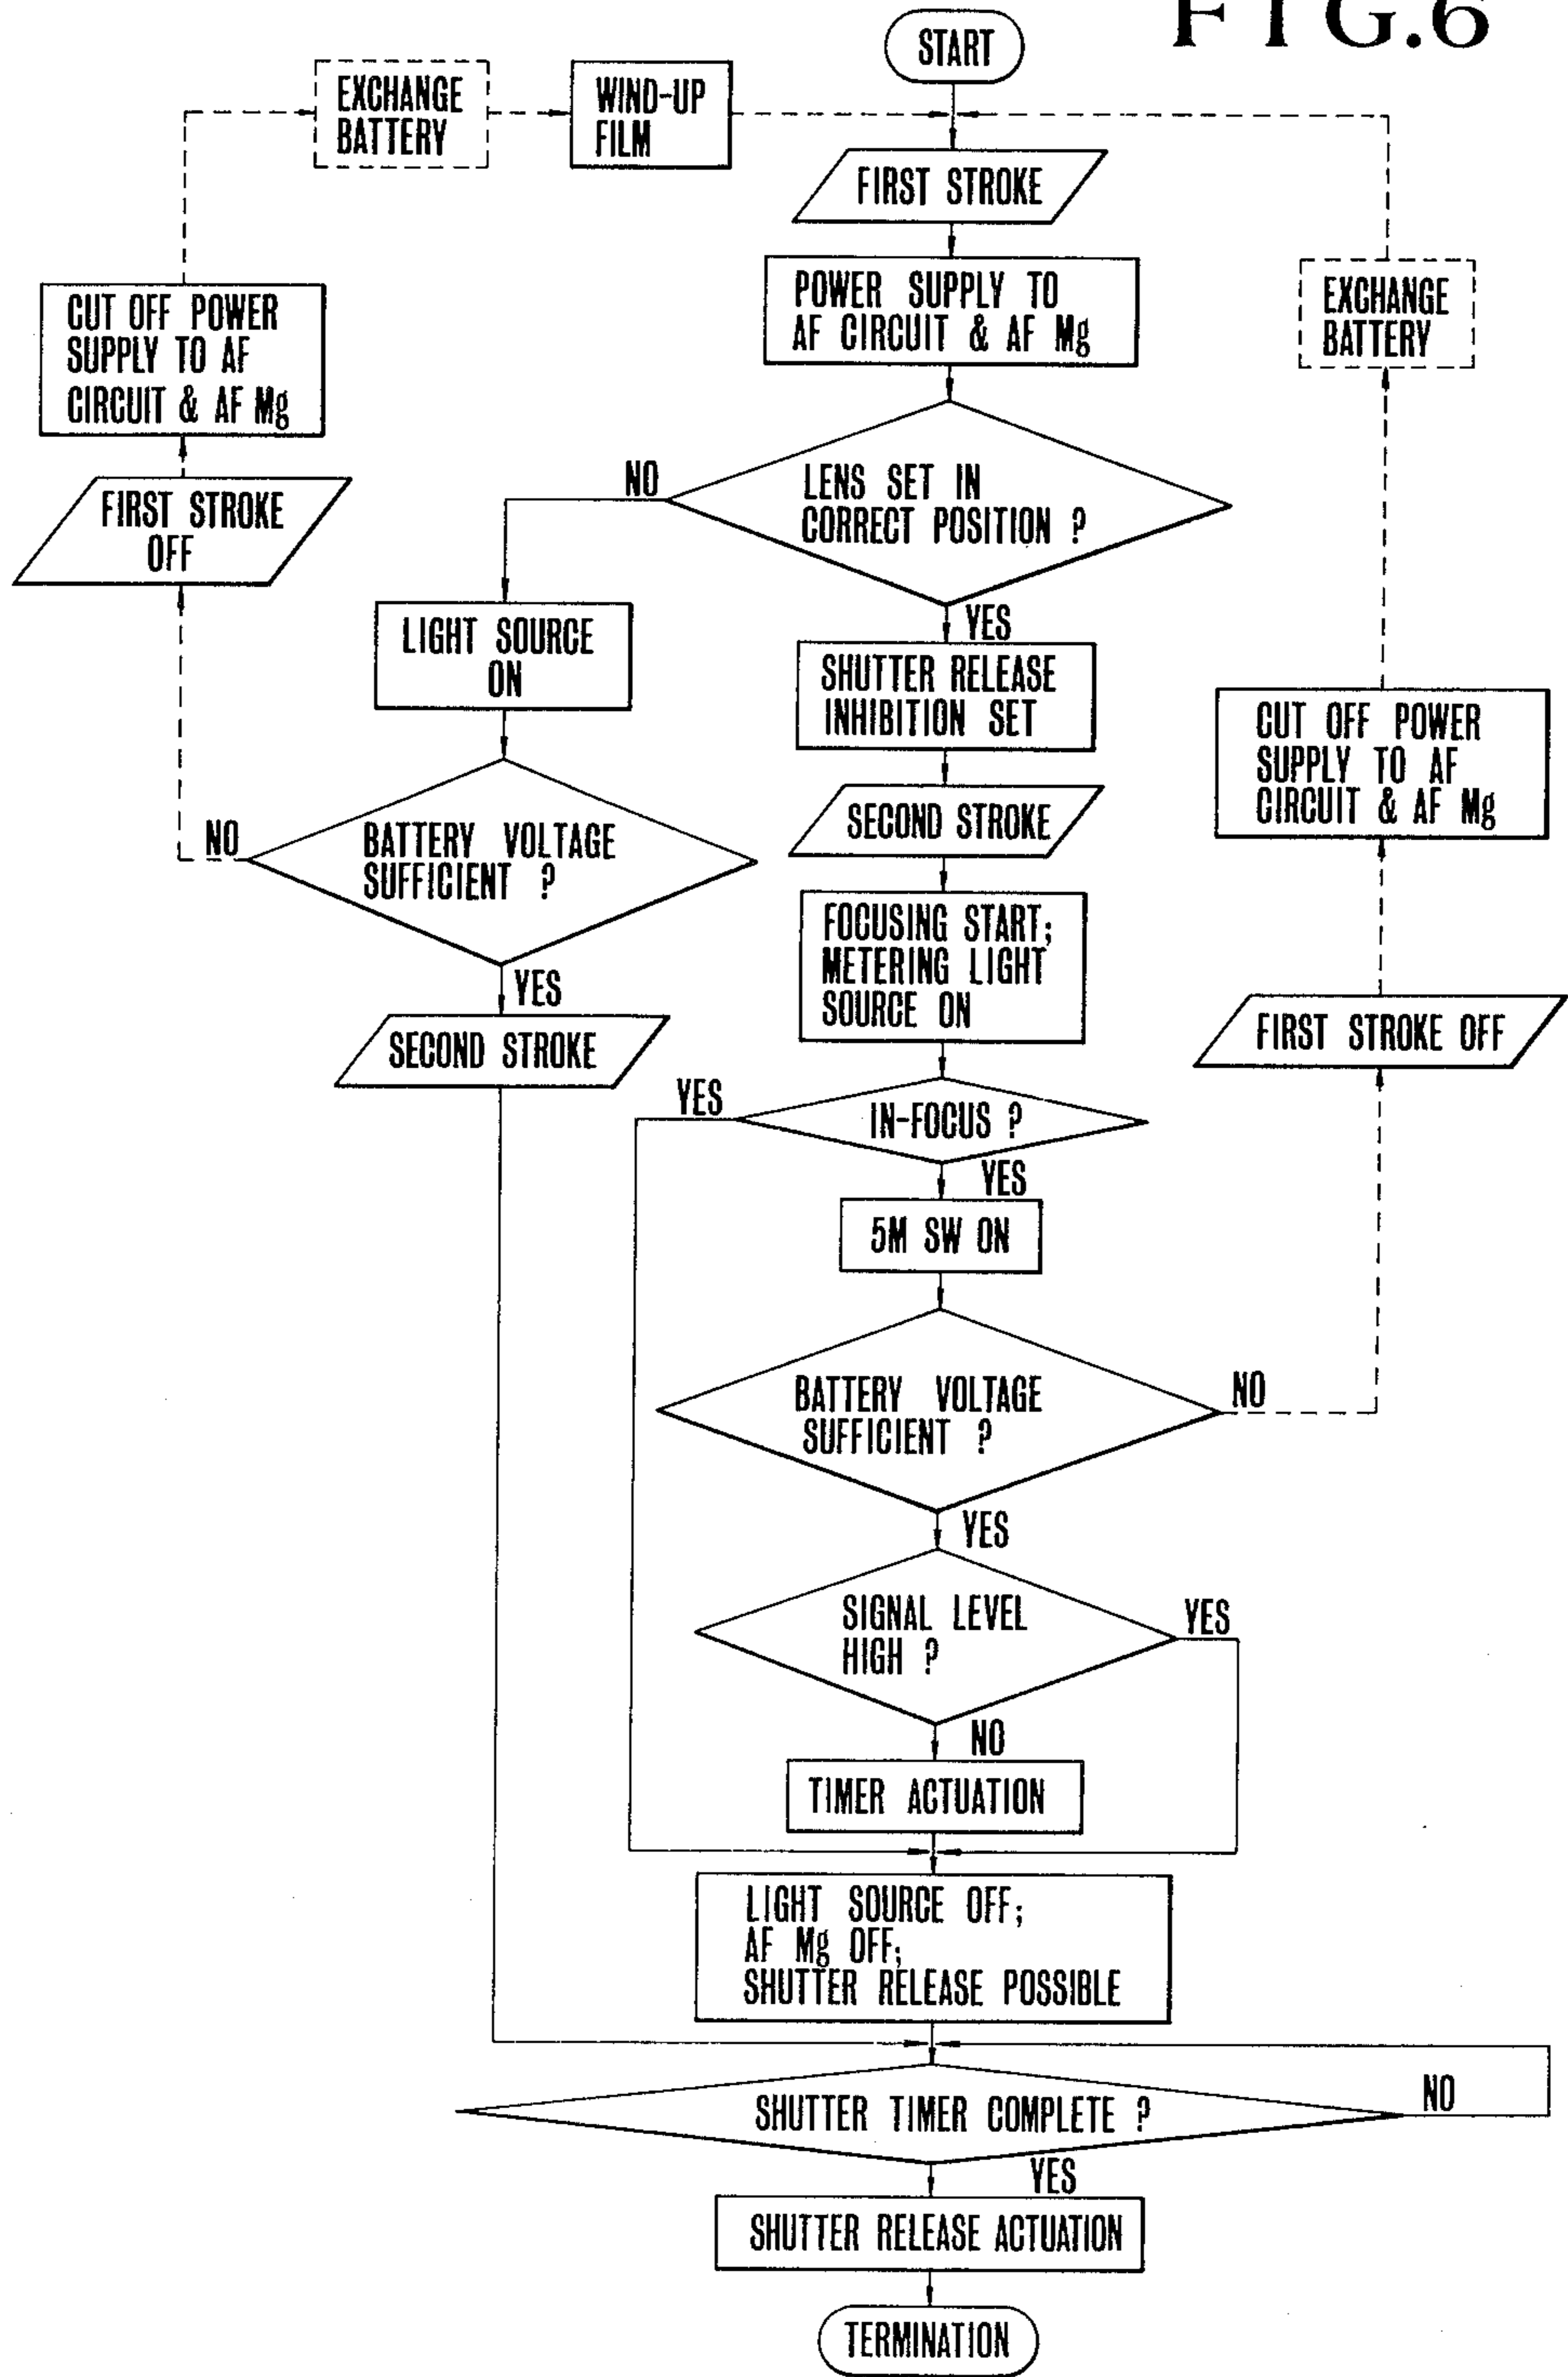 FIG.6
START
EXCHANGE
BATTERY
WIND-UP
FILM
FIRST STROKE
POWER SUPPLY TO
AF CIRCUIT & AF Mg
EXCHANGE
BATTERY
CUT OFF POWER
SUPPLY TO AF
CIRCUIT & AF Mg
FIRST STROKE
OFF
NO
LENS SET IN
CORRECT POSITION ?
YES
LIGHT SOURCE
ON
SHUTTER RELEASE
INHIBITION SET
CUT OFF POWER
SUPPLY TO AF
CIRCUIT & AF Mg
NO
BATTERY VOLTAGE
SUFFICIENT ?
YES
SECOND STROKE
SECOND STROKE
FOCUSING START;
METERING LIGHT
SOURCE ON
FIRST STROKE OFF
YES
IN-FOCUS ?
YES
5M SW ON
BATTERY VOLTAGE
SUFFICIENT ?
NO
YES
SIGNAL LEVEL
HIGH ?
YES
NO
TIMER ACTUATION
LIGHT SOURCE OFF;
AF Mg OFF;
SHUTTER RELEASE POSSIBLE
SHUTTER TIMER COMPLETE ?
NO
YES
SHUTTER RELEASE ACTUATION
TERMINATION